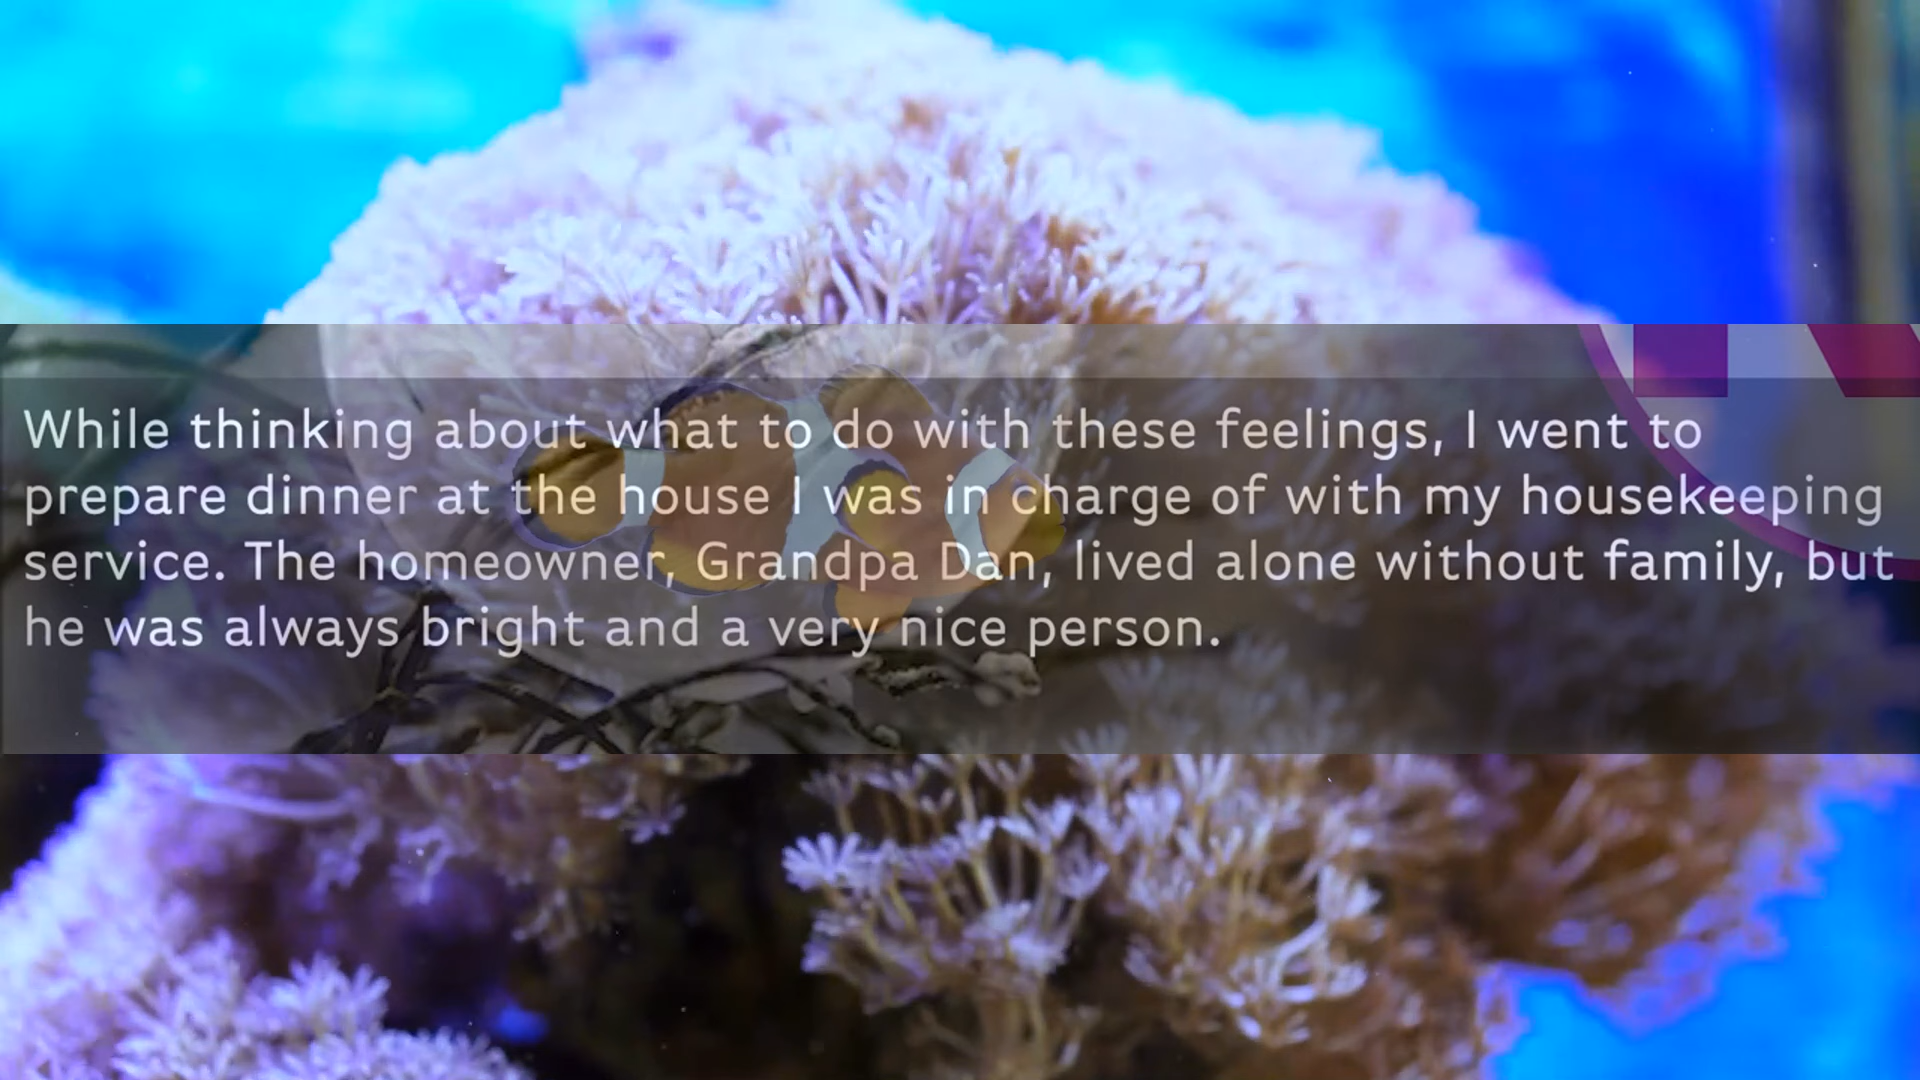 While thinking about what to do with these feelings, I went to
prepare dinner at the house I was in charge of with my housekeeping
service. The homeowner, Grandpa Dan, lived alone without family, but
he was always bright and a very nice person.